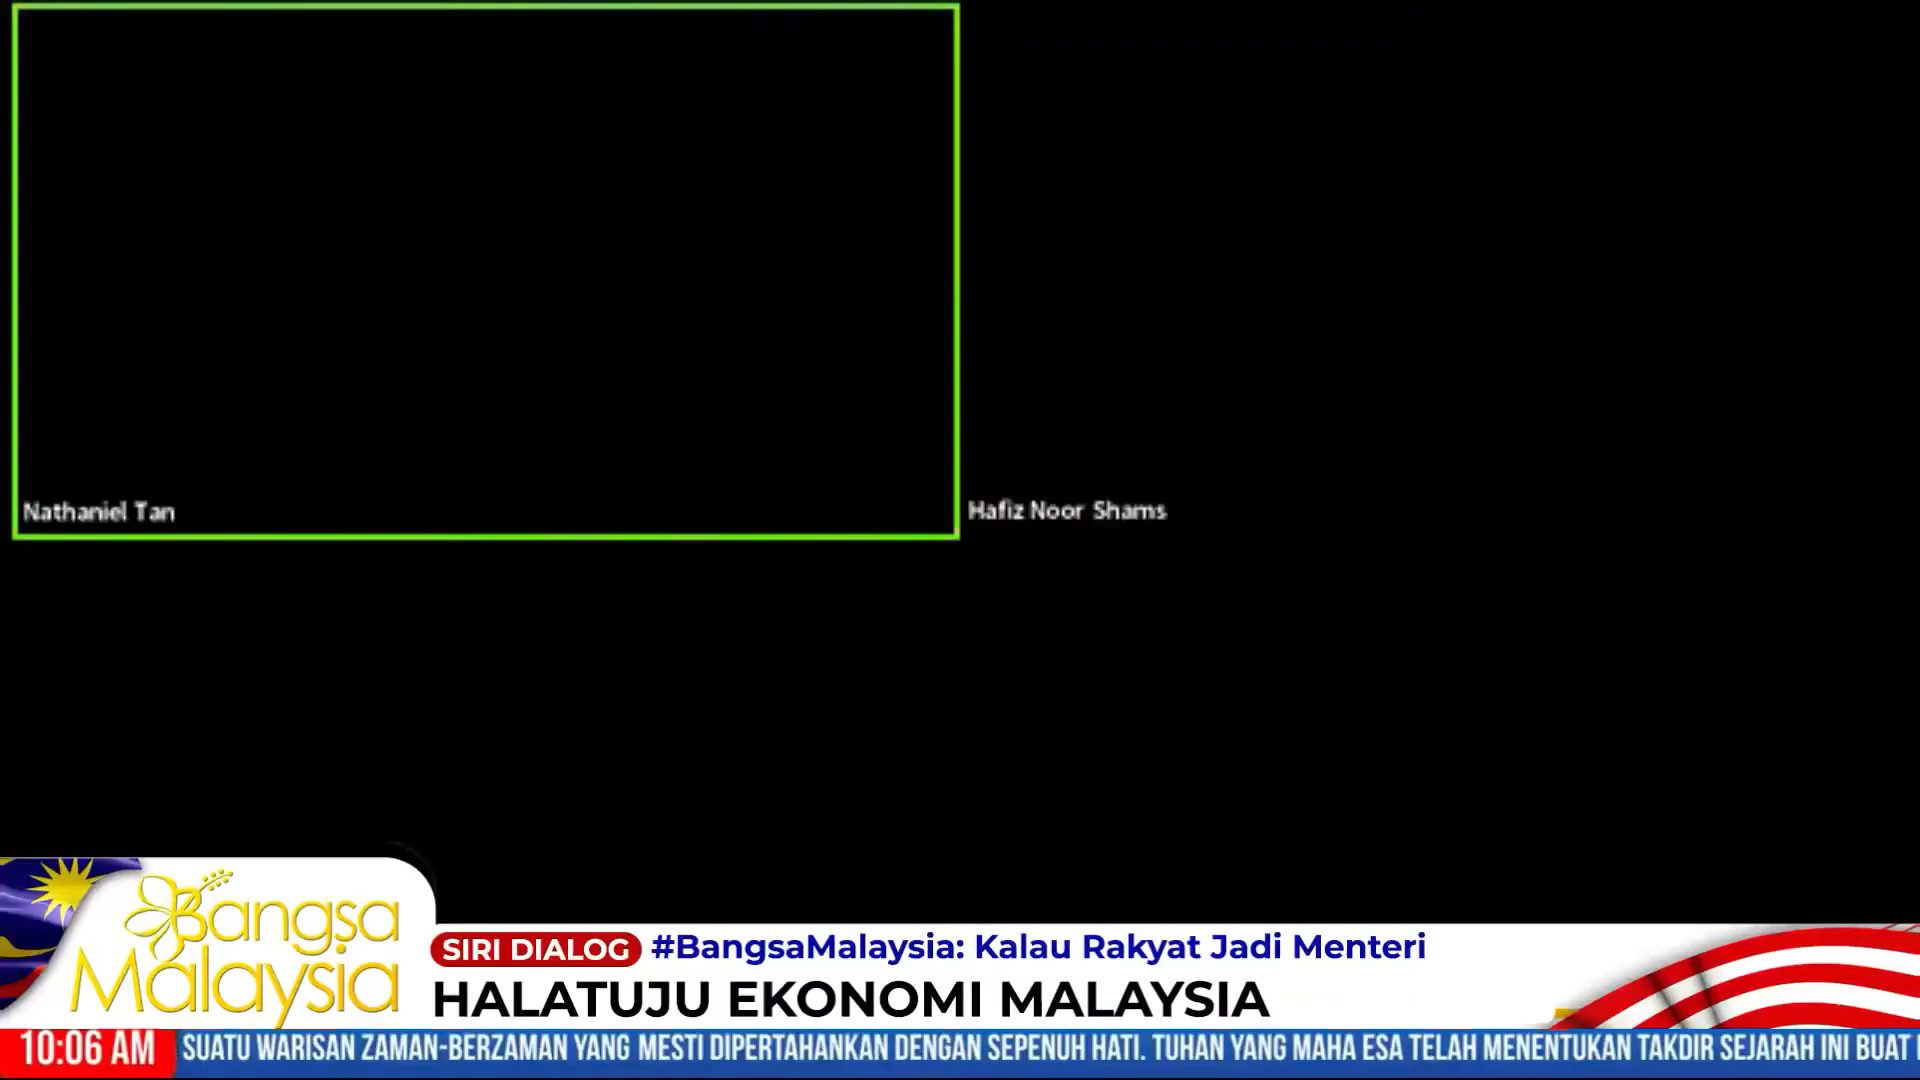 Nathaniel Tan
Hafiz Noor Shams
Bangsa
Malaysia
SIRI DIALOG #BangsaMalaysia: Kalau Rakyat Jadi Menteri
HALATUJU EKONOMI MALAYSIA
10:06 AM SUATU WARISAN ZAMAN-BERZAMAN YANG MESTI DIPERTAHANKAN DENGAN SEPENUH HATI. TUHAN YANG MAHA ESA TELAH MENENTUKAN TAKDIR SEJARAH INI BUAT